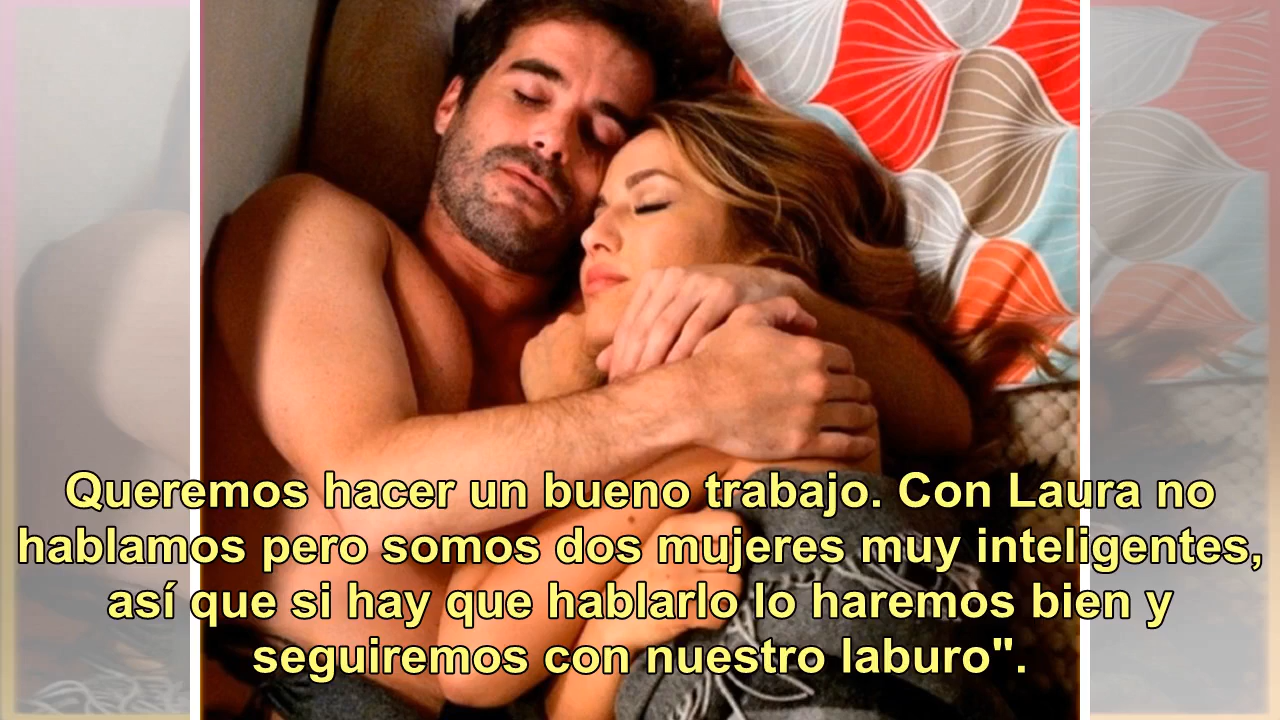 Queremos hacer un bueno trabajo. Con Laura no
hablamos pero somos dos mujeres muy inteligentes,
así que si hay que hablarlo lo haremos bien y
seguiremos con nuestro laburo".